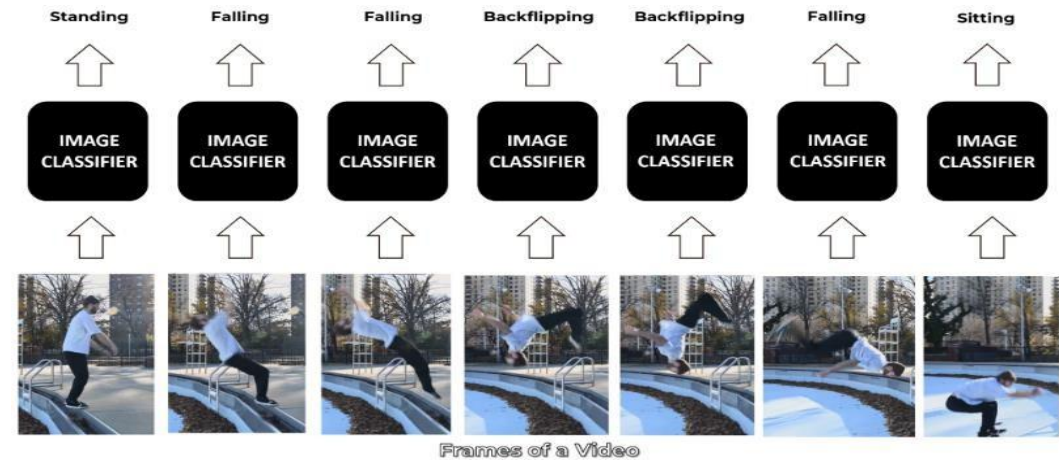 Standing Falling Falling Backflipping Backflipping Falling Sitting
IMAGE CLASSIFIER
IMAGE CLASSIFIER
IMAGE CLASSIFIER
IMAGE CLASSIFIER
IMAGE CLASSIFIER
IMAGE CLASSIFIER
IMAGE CLASSIFIER
Frames of a Video